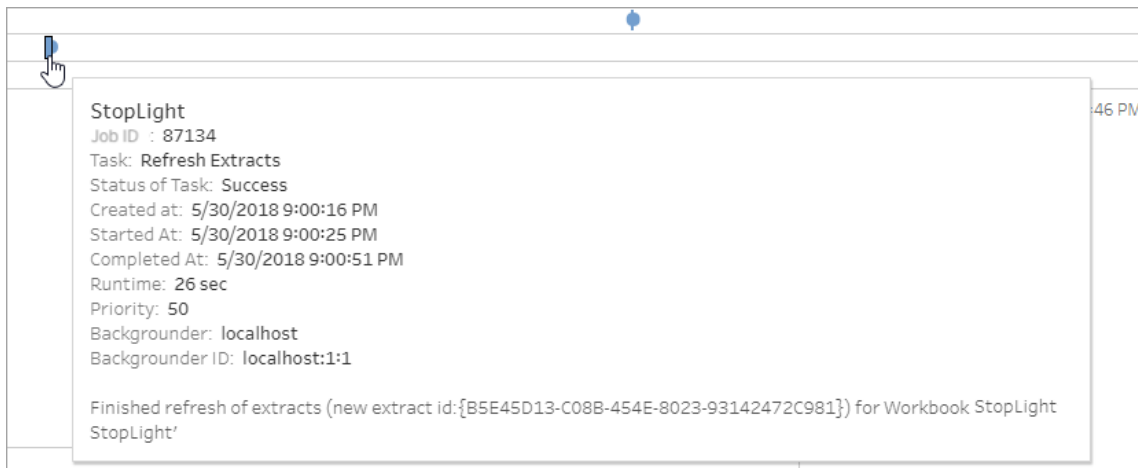 StopLight
Job ID : 87134
Task: Refresh Extracts
Status of Task: Success
Created at: 5/30/2018 9:00:16 PM
Started At: 5/30/2018 9:00:25 PM
Completed At: 5/30/2018 9:00:51 PM
Runtime: 26 sec
Priority: 50
Backgrounder: localhost
Backgrounder ID: localhost:1:1
Finished refresh of extracts (new extract id:{B5E45D13-C08B-454E-8023-93142472C981}) for Workbook StopLight
StopLight’
:46 PM